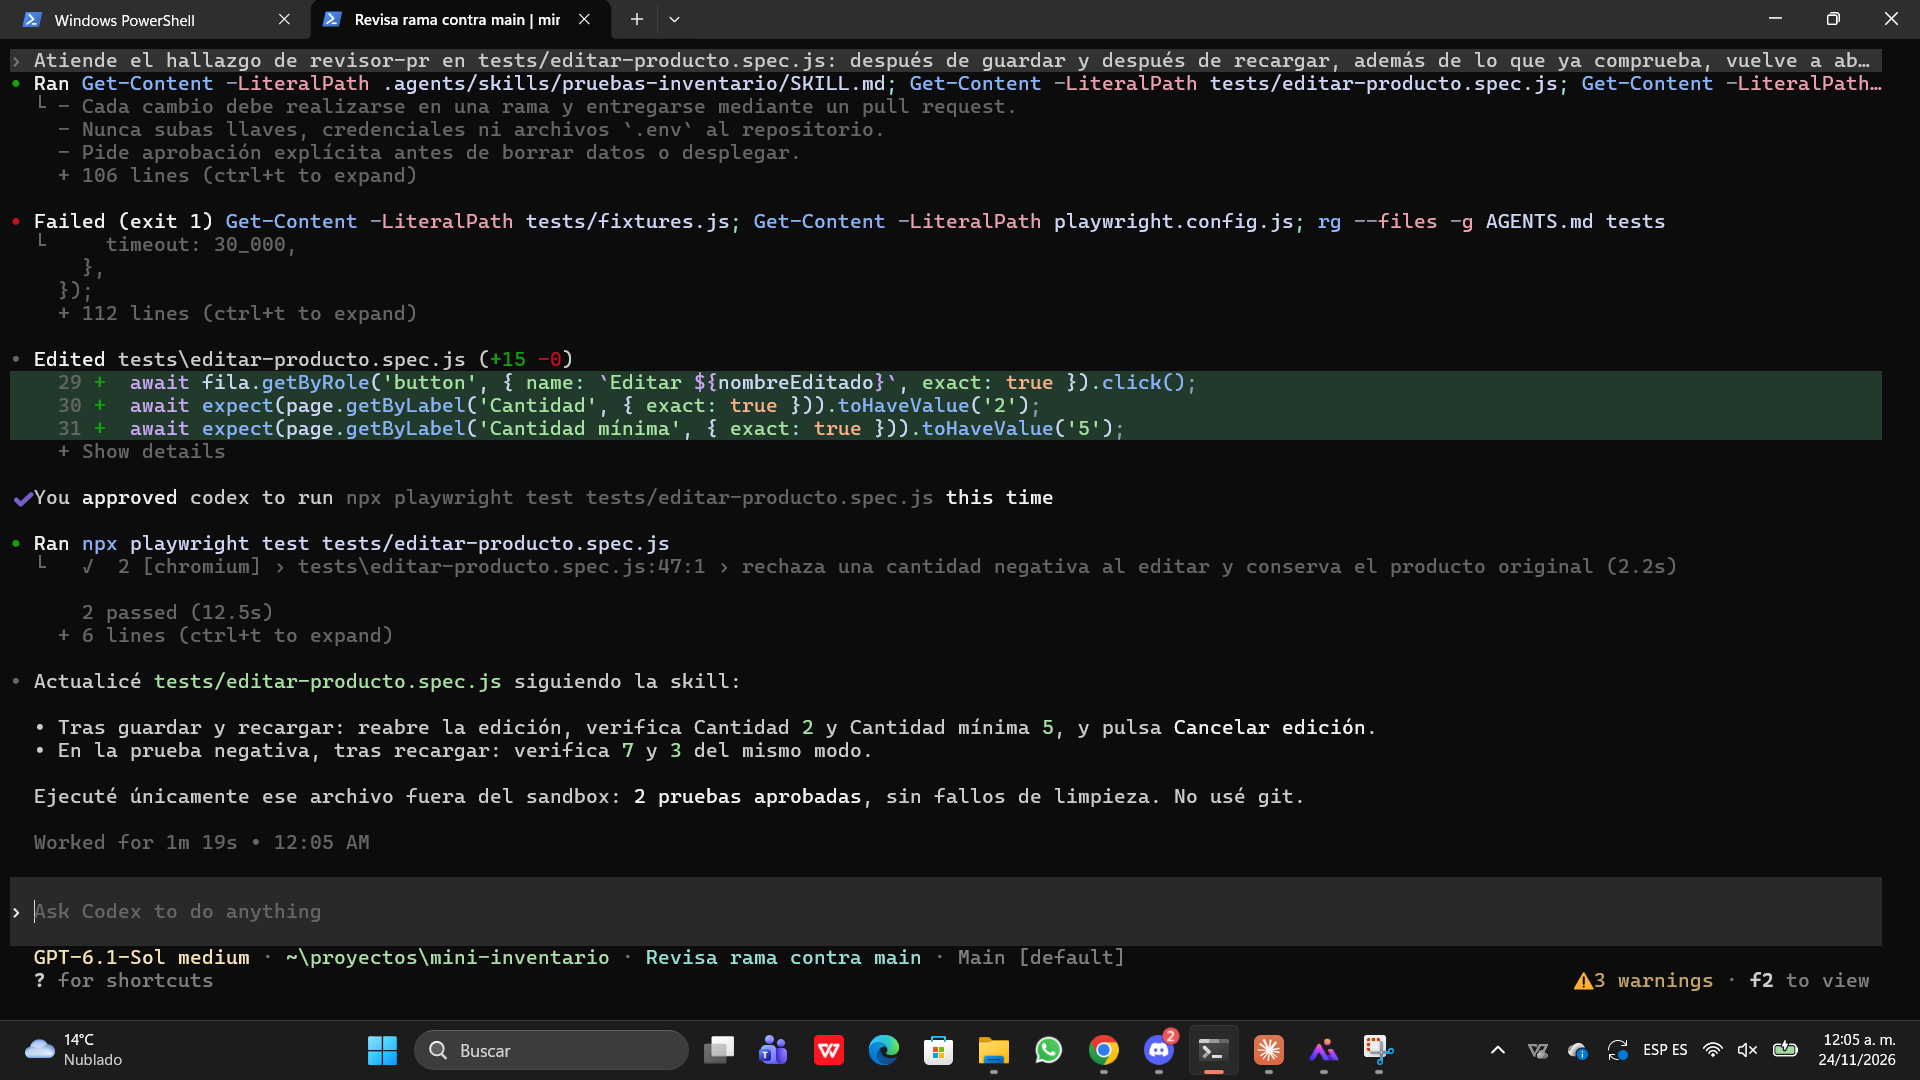 Windows PowerShell
Revisa rama contra main | mir
› Atiende el hallazgo de revisor-pr en tests/editar-producto.spec.js: después de guardar y después de recargar, además de lo que ya comprueba, vuelve a ab…
• Ran Get-Content -LiteralPath .agents/skills/pruebas-inventario/SKILL.md; Get-Content -LiteralPath tests/editar-producto.spec.js; Get-Content -LiteralPath…
└ - Cada cambio debe realizarse en una rama y entregarse mediante un pull request.
- Nunca subas llaves, credenciales ni archivos `.env` al repositorio.
- Pide aprobación explícita antes de borrar datos o desplegar.
+ 106 lines (ctrl+t to expand)
• Failed (exit 1) Get-Content -LiteralPath tests/fixtures.js; Get-Content -LiteralPath playwright.config.js; rg --files -g AGENTS.md tests
└ timeout: 30_000,
},
});
+ 112 lines (ctrl+t to expand)
• Edited tests\editar-producto.spec.js (+15 -0)
29 + await fila.getByRole('button', { name: `Editar ${nombreEditado}`, exact: true }).click();
30 + await expect(page.getByLabel('Cantidad', { exact: true })).toHaveValue('2');
31 + await expect(page.getByLabel('Cantidad mínima', { exact: true })).toHaveValue('5');
+ Show details
✔ You approved codex to run npx playwright test tests/editar-producto.spec.js this time
• Ran npx playwright test tests/editar-producto.spec.js
└ √ 2 [chromium] › tests\editar-producto.spec.js:47:1 › rechaza una cantidad negativa al editar y conserva el producto original (2.2s)
2 passed (12.5s)
+ 6 lines (ctrl+t to expand)
• Actualicé tests/editar-producto.spec.js siguiendo la skill:
• Tras guardar y recargar: reabre la edición, verifica Cantidad 2 y Cantidad mínima 5, y pulsa Cancelar edición.
• En la prueba negativa, tras recargar: verifica 7 y 3 del mismo modo.
Ejecuté únicamente ese archivo fuera del sandbox: 2 pruebas aprobadas, sin fallos de limpieza. No usé git.
Worked for 1m 19s • 12:05 AM
› Ask Codex to do anything
GPT-6.1-Sol medium · ~\proyectos\mini-inventario · Revisa rama contra main · Main [default]
? for shortcuts
⚠3 warnings · f2 to view
14°C
Nublado
Buscar
2
ESP ES
12:05 a. m.
24/11/2026